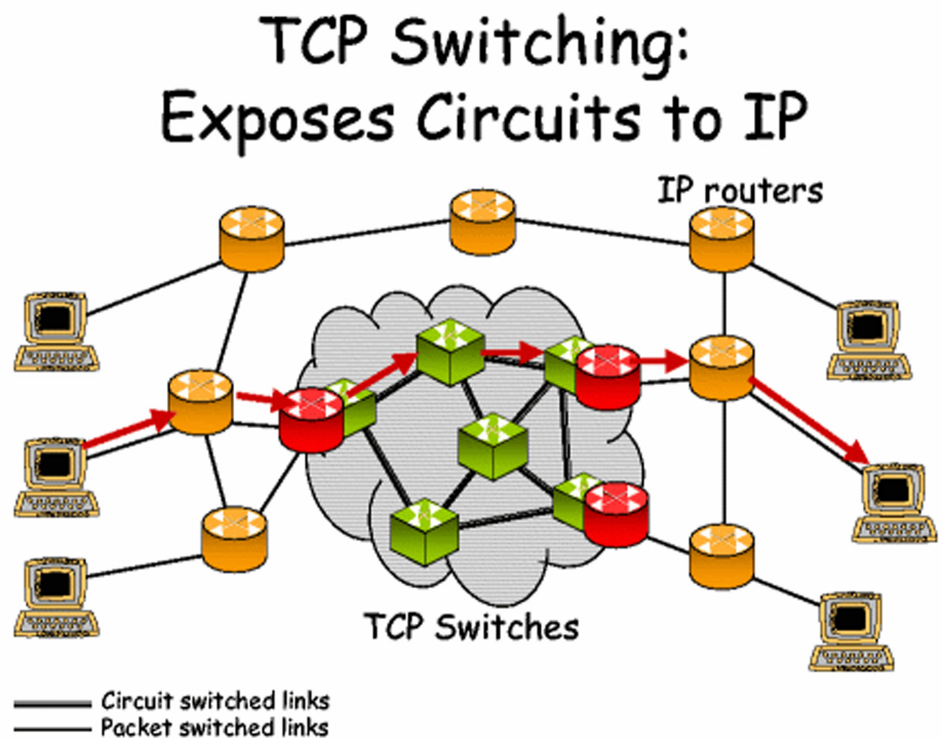 TCP Switching:
Exposes Circuits to IP
IP routers
TCP Switches
Circuit switched links
Packet switched links